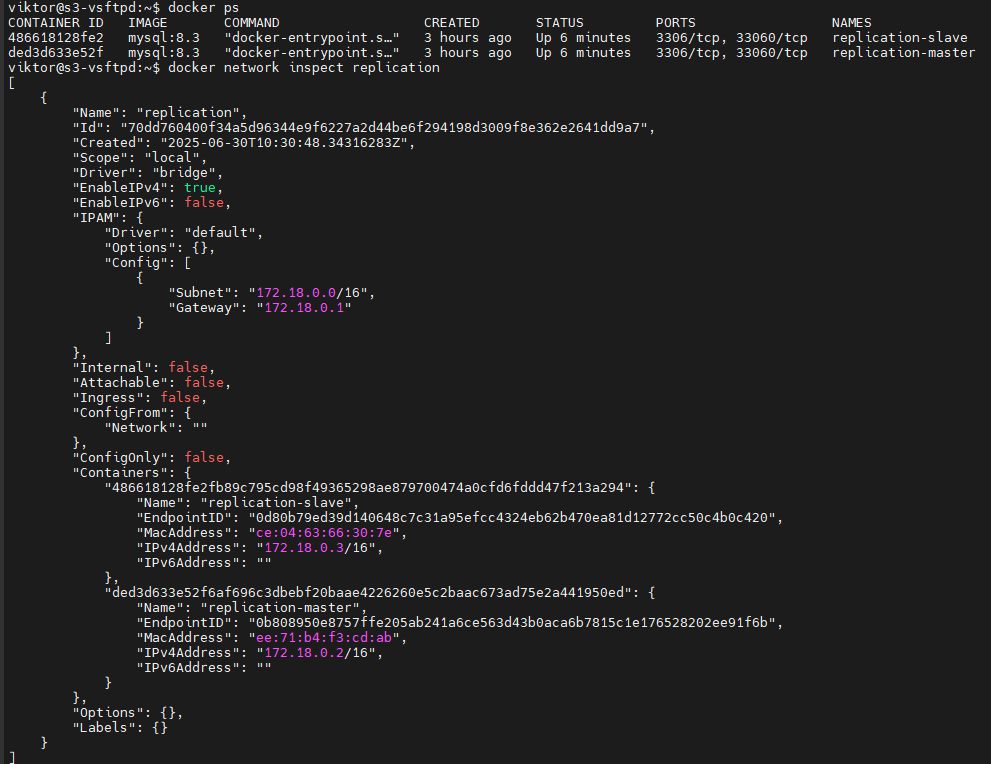 viktor@s3-vsftpd:~$ docker ps
CONTAINER ID   IMAGE       COMMAND                  CREATED       STATUS         PORTS                 NAMES
486618128fe2   mysql:8.3   "docker-entrypoint.s…"   3 hours ago   Up 6 minutes   3306/tcp, 33060/tcp   replication-slave
ded3d633e52f   mysql:8.3   "docker-entrypoint.s…"   3 hours ago   Up 6 minutes   3306/tcp, 33060/tcp   replication-master
viktor@s3-vsftpd:~$ docker network inspect replication
[
    {
        "Name": "replication",
        "Id": "70dd760400f34a5d96344e9f6227a2d44be6f294198d3009f8e362e2641dd9a7",
        "Created": "2025-06-30T10:30:48.34316283Z",
        "Scope": "local",
        "Driver": "bridge",
        "EnableIPv4": true,
        "EnableIPv6": false,
        "IPAM": {
            "Driver": "default",
            "Options": {},
            "Config": [
                {
                    "Subnet": "172.18.0.0/16",
                    "Gateway": "172.18.0.1"
                }
            ]
        },
        "Internal": false,
        "Attachable": false,
        "Ingress": false,
        "ConfigFrom": {
            "Network": ""
        },
        "ConfigOnly": false,
        "Containers": {
            "486618128fe2fb89c795cd98f49365298ae879700474a0cfd6fddd47f213a294": {
                "Name": "replication-slave",
                "EndpointID": "0d80b79ed39d140648c7c31a95efcc4324eb62b470ea81d12772cc50c4b0c420",
                "MacAddress": "ce:04:63:66:30:7e",
                "IPv4Address": "172.18.0.3/16",
                "IPv6Address": ""
            },
            "ded3d633e52f6af696c3dbebf20baae4226260e5c2baac673ad75e2a441950ed": {
                "Name": "replication-master",
                "EndpointID": "0b808950e8757ffe205ab241a6ce563d43b0aca6b7815c1e176528202ee91f6b",
                "MacAddress": "ee:71:b4:f3:cd:ab",
                "IPv4Address": "172.18.0.2/16",
                "IPv6Address": ""
            }
        },
        "Options": {},
        "Labels": {}
    }
]